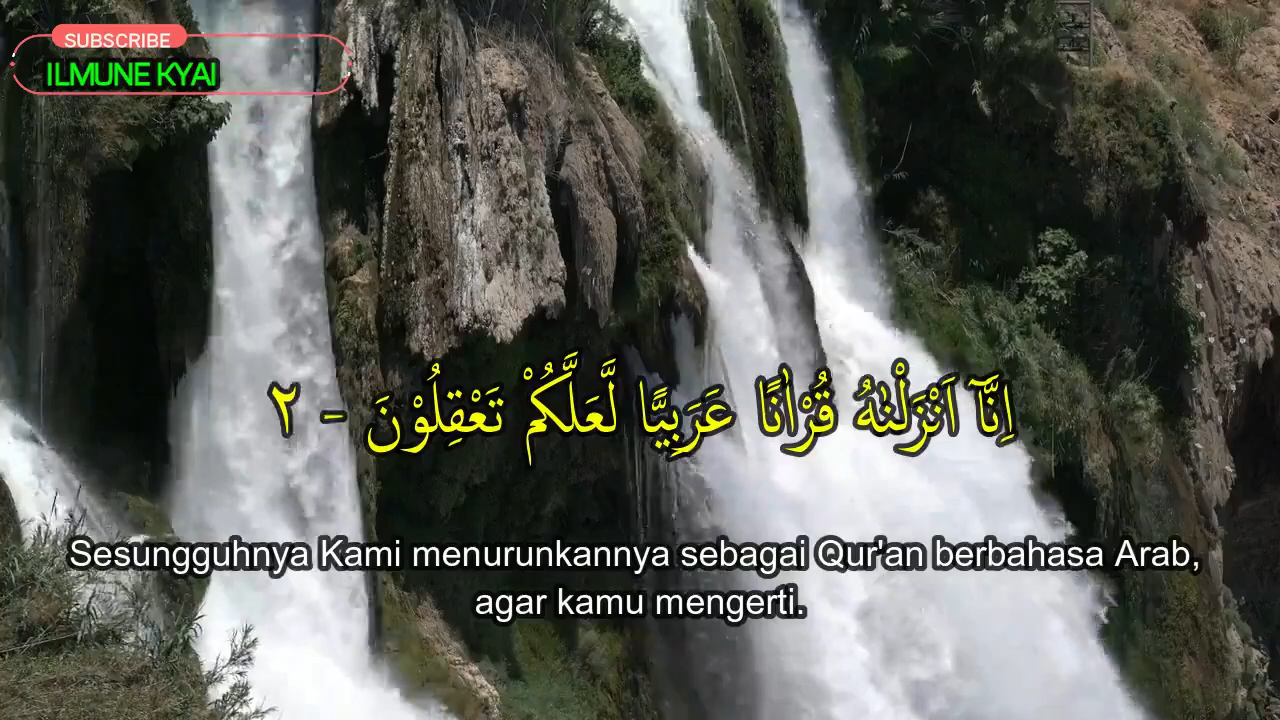 SUBSCRIBE
ILMUNE KYAI
اِنَّآ اَنْزَلْنٰهُ قُرْاٰنًا عَرَبِيًّا لَّعَلَّكُمْ تَعْقِلُوْنَ - ٢
Sesungguhnya Kami menurunkannya sebagai Qur'an berbahasa Arab,
agar kamu mengerti.